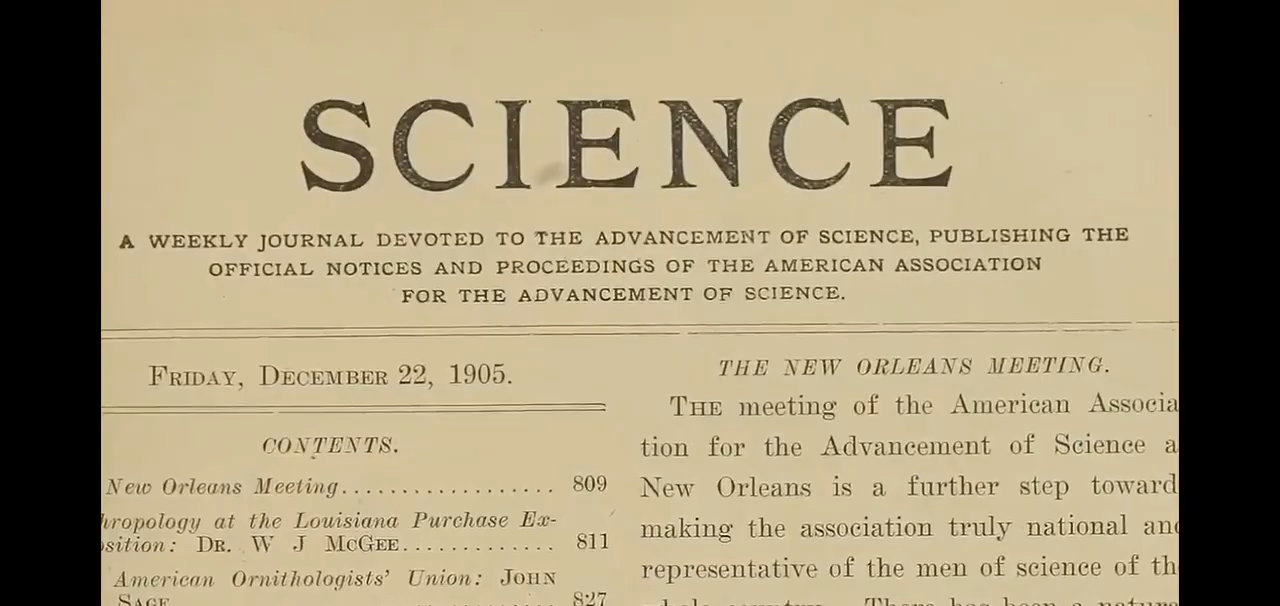 SCIENCE
A WEEKLY JOURNAL DEVOTED TO THE ADVANCEMENT OF SCIENCE, PUBLISHING THE
OFFICIAL NOTICES AND PROCEEDINGS OF THE AMERICAN ASSOCIATION
FOR THE ADVANCEMENT OF SCIENCE.
FRIDAY, DECEMBER 22, 1905.
CONTENTS.
New Orleans Meeting.................. 809
hropology at the Louisiana Purchase Ex-
osition: DR. W J MCGEE............. 811
American Ornithologists' Union: JOHN
SAGE 827
THE NEW ORLEANS MEETING.
THE meeting of the American Associa
tion for the Advancement of Science a
New Orleans is a further step toward
making the association truly national and
representative of the men of science of th